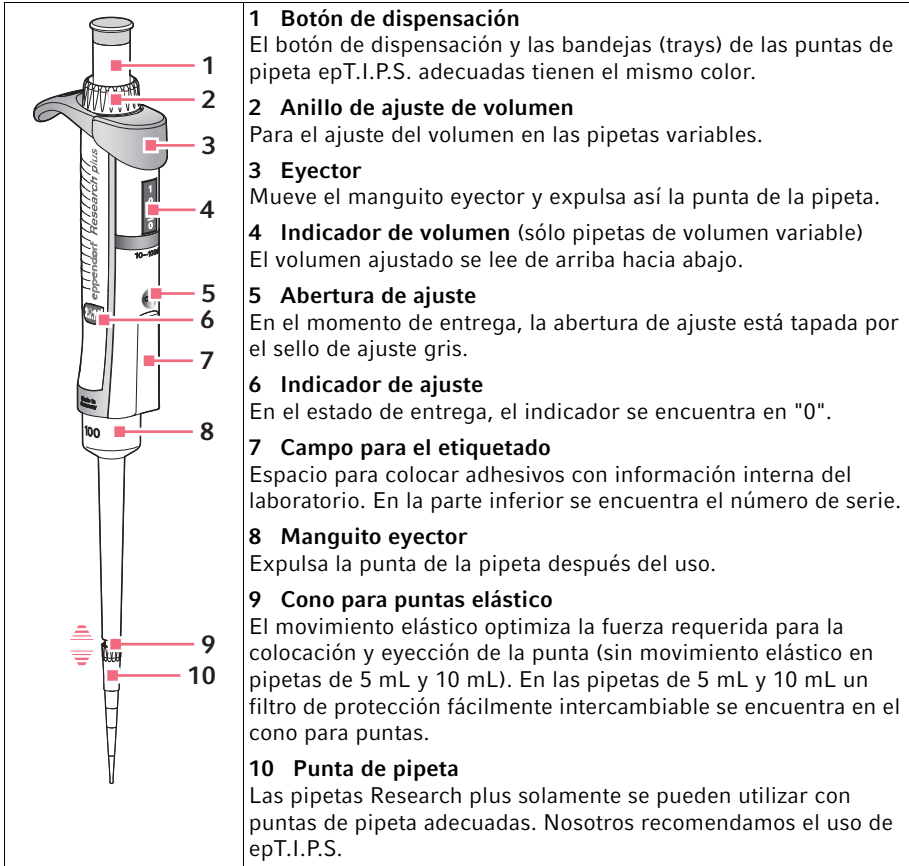 1 Botón de dispensación
El botón de dispensación y las bandejas (trays) de las puntas de
pipeta epT.I.P.S. adecuadas tienen el mismo color.
2 Anillo de ajuste de volumen
Para el ajuste del volumen en las pipetas variables.
3 Eyector
Mueve el manguito eyector y expulsa así la punta de la pipeta.
4 Indicador de volumen (sólo pipetas de volumen variable)
El volumen ajustado se lee de arriba hacia abajo.
5 Abertura de ajuste
En el momento de entrega, la abertura de ajuste está tapada por
el sello de ajuste gris.
6 Indicador de ajuste
En el estado de entrega, el indicador se encuentra en "0".
7 Campo para el etiquetado
Espacio para colocar adhesivos con información interna del
laboratorio. En la parte inferior se encuentra el número de serie.
8 Manguito eyector
Expulsa la punta de la pipeta después del uso.
9 Cono para puntas elástico
El movimiento elástico optimiza la fuerza requerida para la
colocación y eyección de la punta (sin movimiento elástico en
pipetas de 5 mL y 10 mL). En las pipetas de 5 mL y 10 mL un
filtro de protección fácilmente intercambiable se encuentra en el
cono para puntas.
10 Punta de pipeta
Las pipetas Research plus solamente se pueden utilizar con
puntas de pipeta adecuadas. Nosotros recomendamos el uso de
epT.I.P.S.
1
2
3
4
5
6
7
8
9
10
eppendorf Research plus
Made in
Germany
100